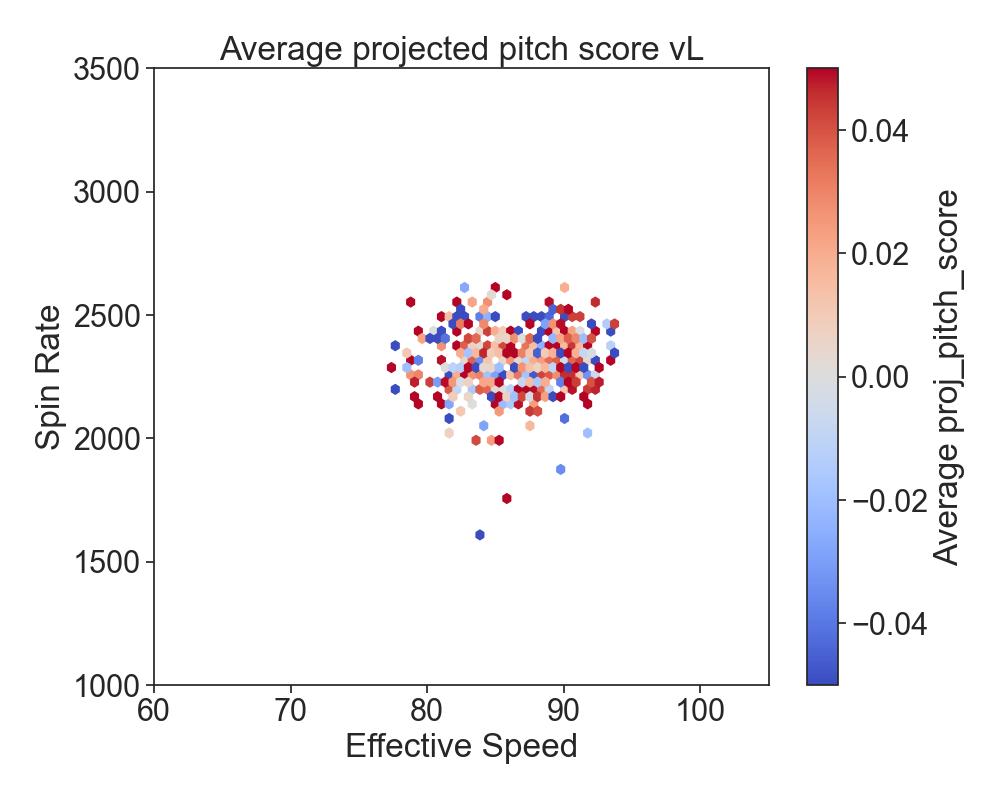 Average projected pitch score vL
3500
3000
2500
2000
1500
1000
Spin Rate
60 70 80 90 100
Effective Speed
0.04
0.02
0.00
−0.02
−0.04
Average proj_pitch_score